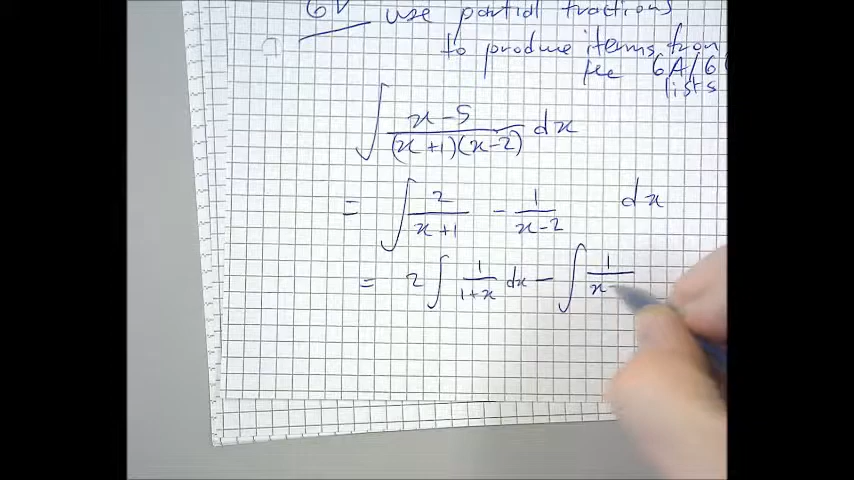 6V use partial fractions
to produce items from
the 6A/6
lists
∫ x-5 / (x+1)(x-2) dx
= ∫ 2 / x+1 - 1 / x-2 dx
= 2 ∫ 1 / 1+x dx - ∫ 1 / x-